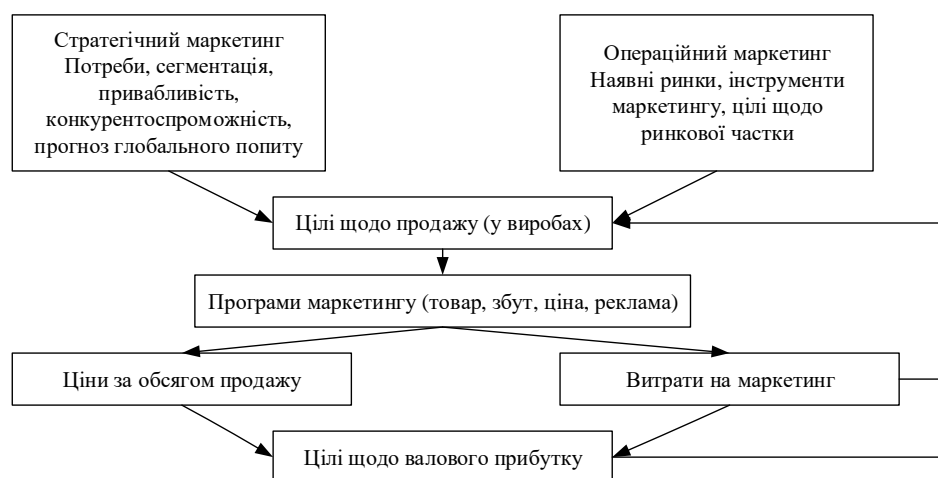 Стратегічний маркетинг
Потреби, сегментація,
привабливість,
конкурентоспроможність,
прогноз глобального попиту
Операційний маркетинг
Наявні ринки, інструменти
маркетингу, цілі щодо
ринкової частки
Цілі щодо продажу (у виробах)
Програми маркетингу (товар, збут, ціна, реклама)
Ціни за обсягом продажу
Витрати на маркетинг
Цілі щодо валового прибутку